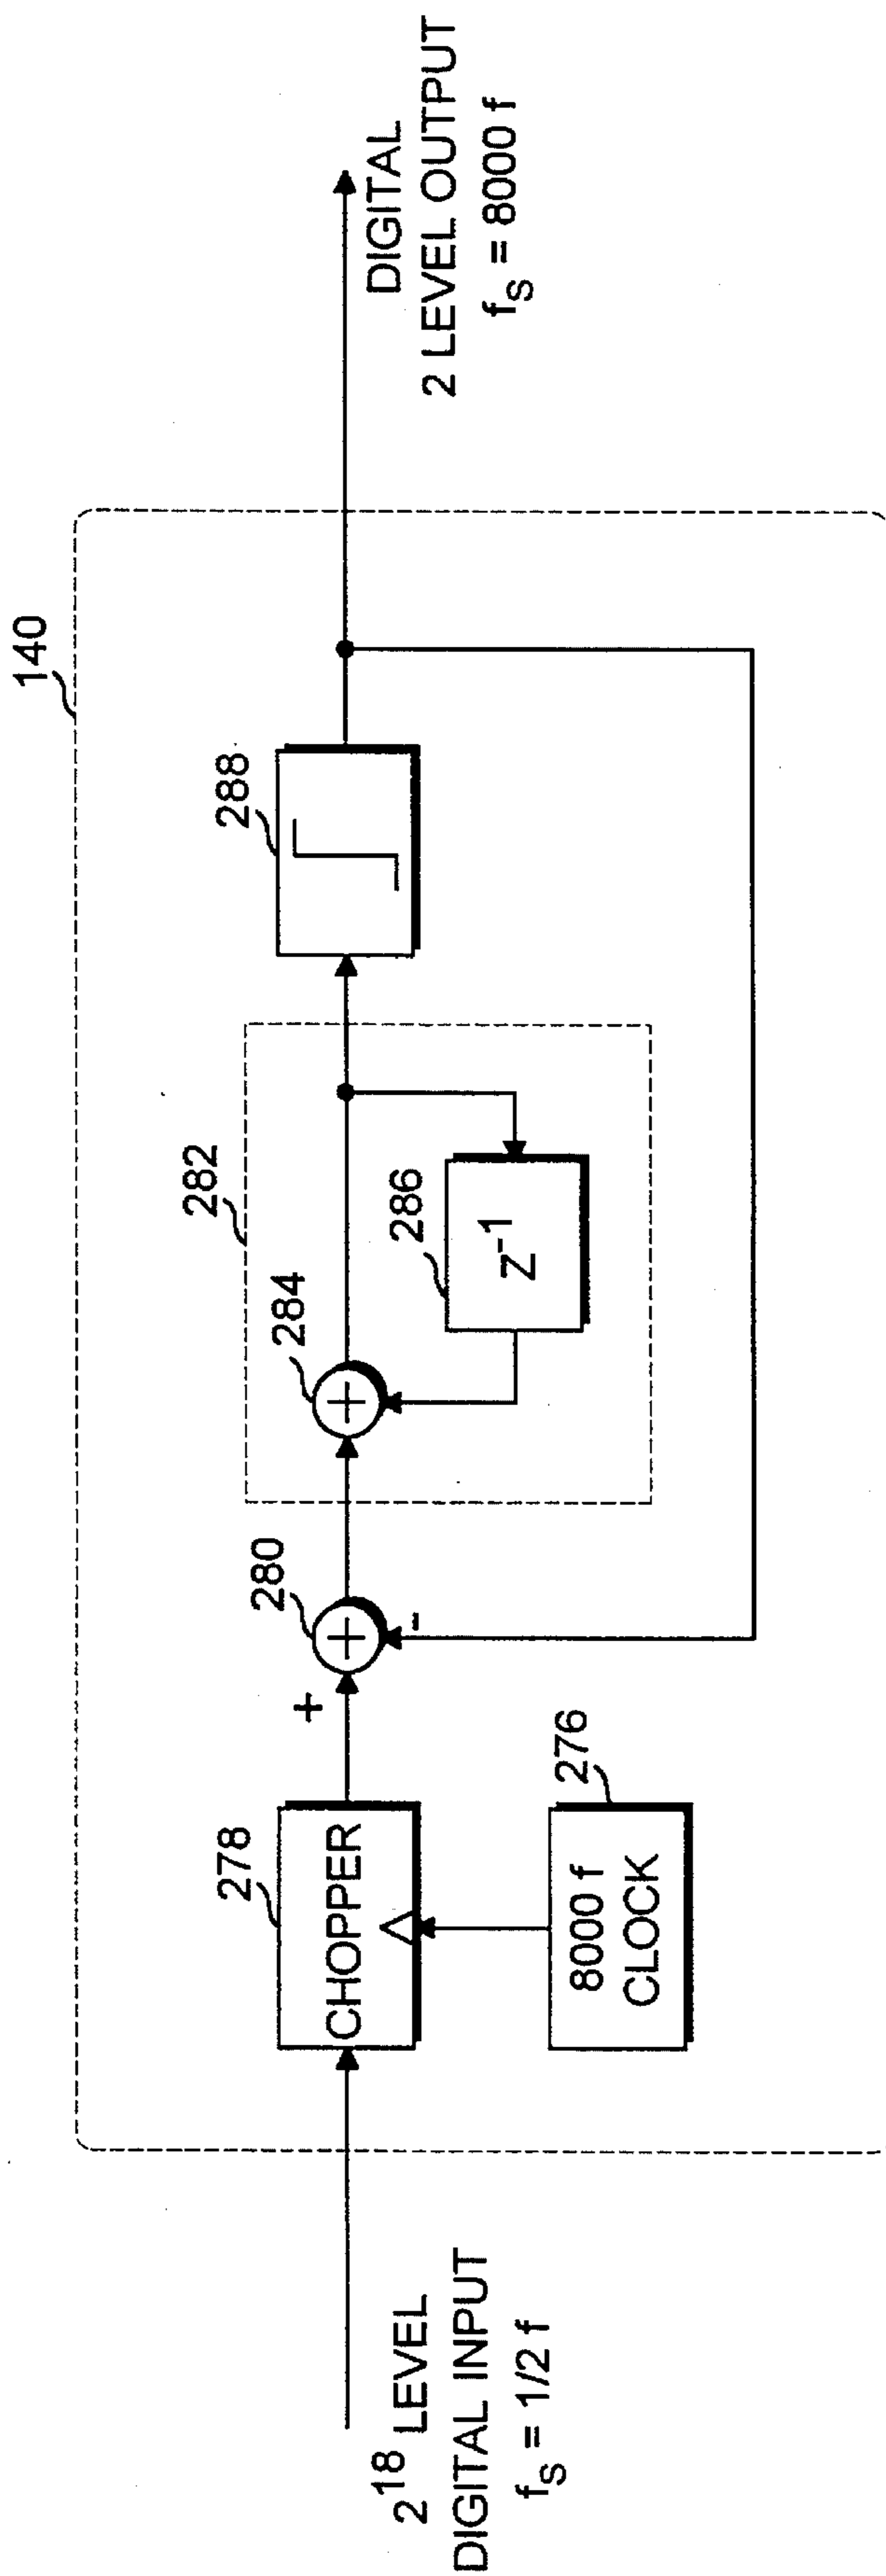 140
2¹⁸ LEVEL
DIGITAL INPUT
fₛ = 1/2 f
278
CHOPPER
276
8000 f
CLOCK
+
280
+
-
282
284
+
286
Z⁻¹
288
DIGITAL
2 LEVEL OUTPUT
fₛ = 8000 f